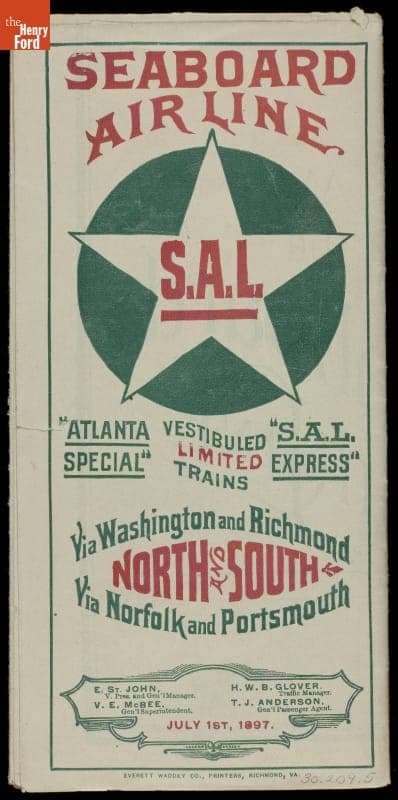 the
Henry
Ford
SEABOARD
AIR LINE
S.A.L.
"ATLANTA
SPECIAL"
VESTIBULED
LIMITED
TRAINS
"S.A.L.
EXPRESS"
Via Washington and Richmond
NORTH AND SOUTH
Via Norfolk and Portsmouth
E. ST. JOHN,
V. Pres. and Gen'l Manager.
V. E. McBEE,
Gen'l Superintendent.
H. W. B. GLOVER,
Traffic Manager.
T. J. ANDERSON,
Gen'l Passenger Agent.
JULY 1ST, 1897.
EVERETT WADDEY CO., PRINTERS, RICHMOND, VA.
30.209.5